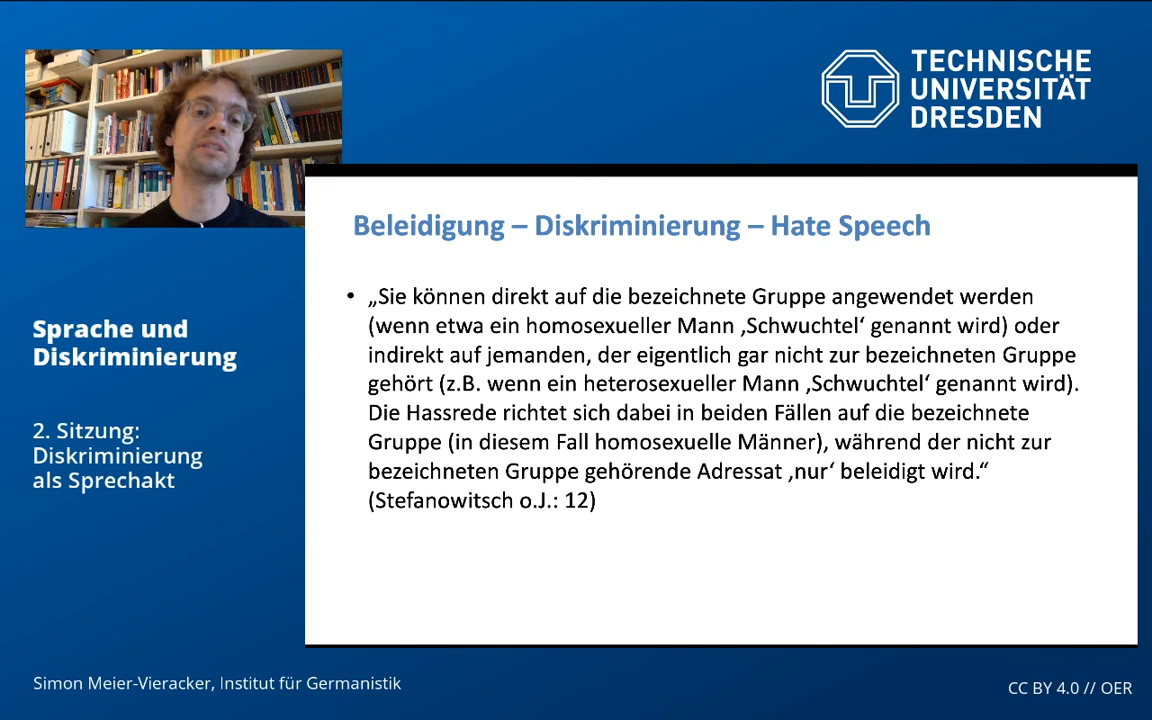 TECHNISCHE
UNIVERSITÄT
DRESDEN
Beleidigung – Diskriminierung – Hate Speech
• „Sie können direkt auf die bezeichnete Gruppe angewendet werden
(wenn etwa ein homosexueller Mann ‚Schwuchtel‘ genannt wird) oder
indirekt auf jemanden, der eigentlich gar nicht zur bezeichneten Gruppe
gehört (z.B. wenn ein heterosexueller Mann ‚Schwuchtel‘ genannt wird).
Die Hassrede richtet sich dabei in beiden Fällen auf die bezeichnete
Gruppe (in diesem Fall homosexuelle Männer), während der nicht zur
bezeichneten Gruppe gehörende Adressat ‚nur‘ beleidigt wird.“
(Stefanowitsch o.J.: 12)
Sprache und
Diskriminierung
2. Sitzung:
Diskriminierung
als Sprechakt
Simon Meier-Vieracker, Institut für Germanistik
CC BY 4.0 // OER